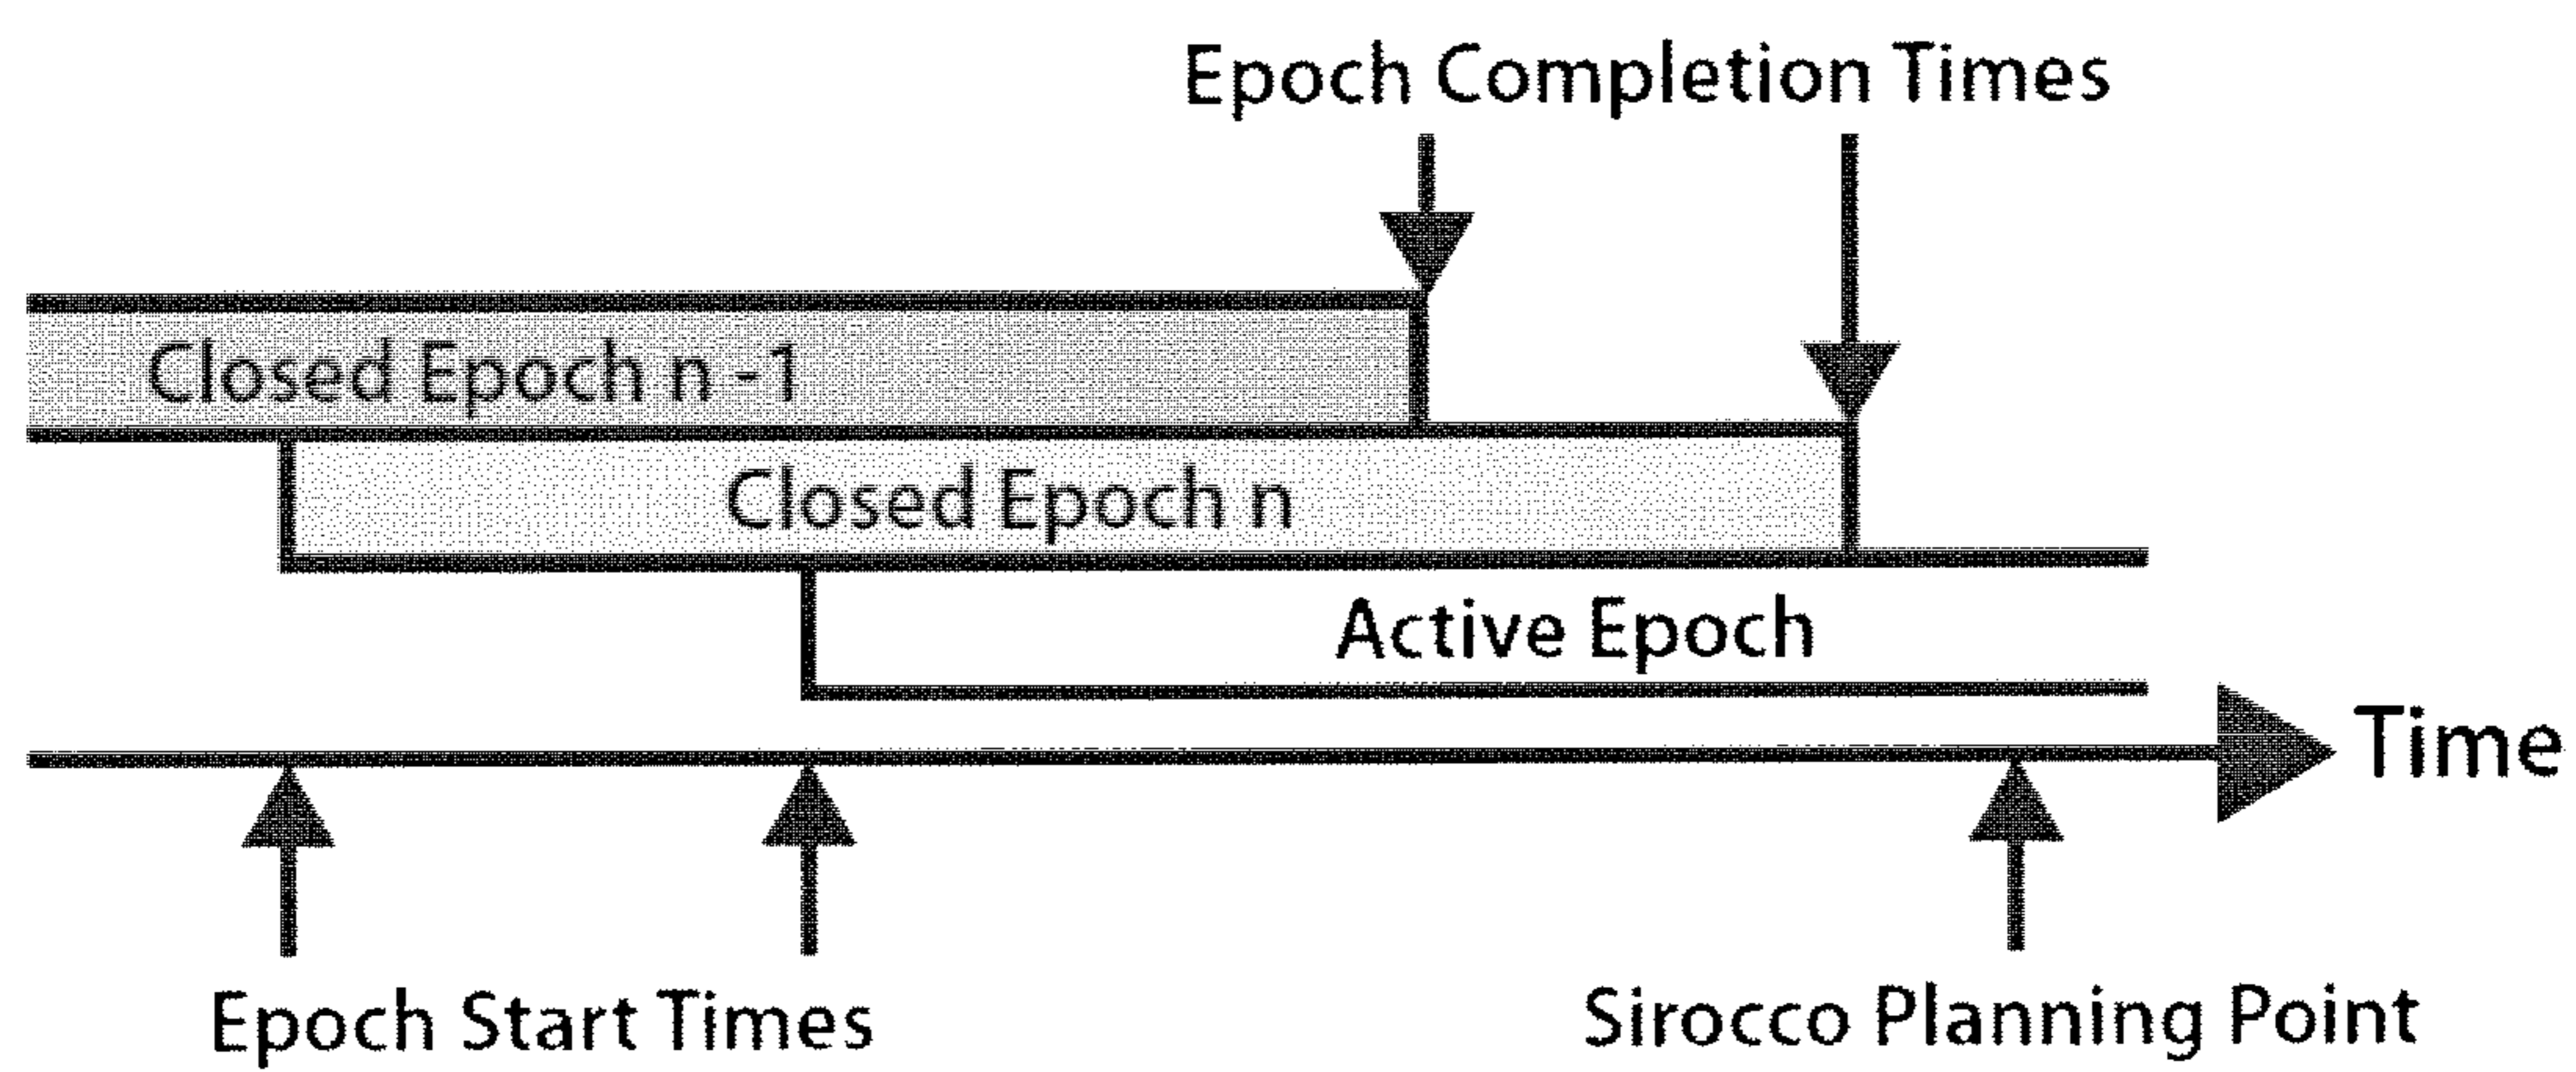 Epoch Completion Times
Closed Epoch n -1
Closed Epoch n
Active Epoch
Time
Epoch Start Times
Sirocco Planning Point